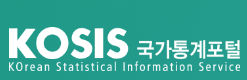 KOSIS 국가통계포털
KOrean Statistical Information Service